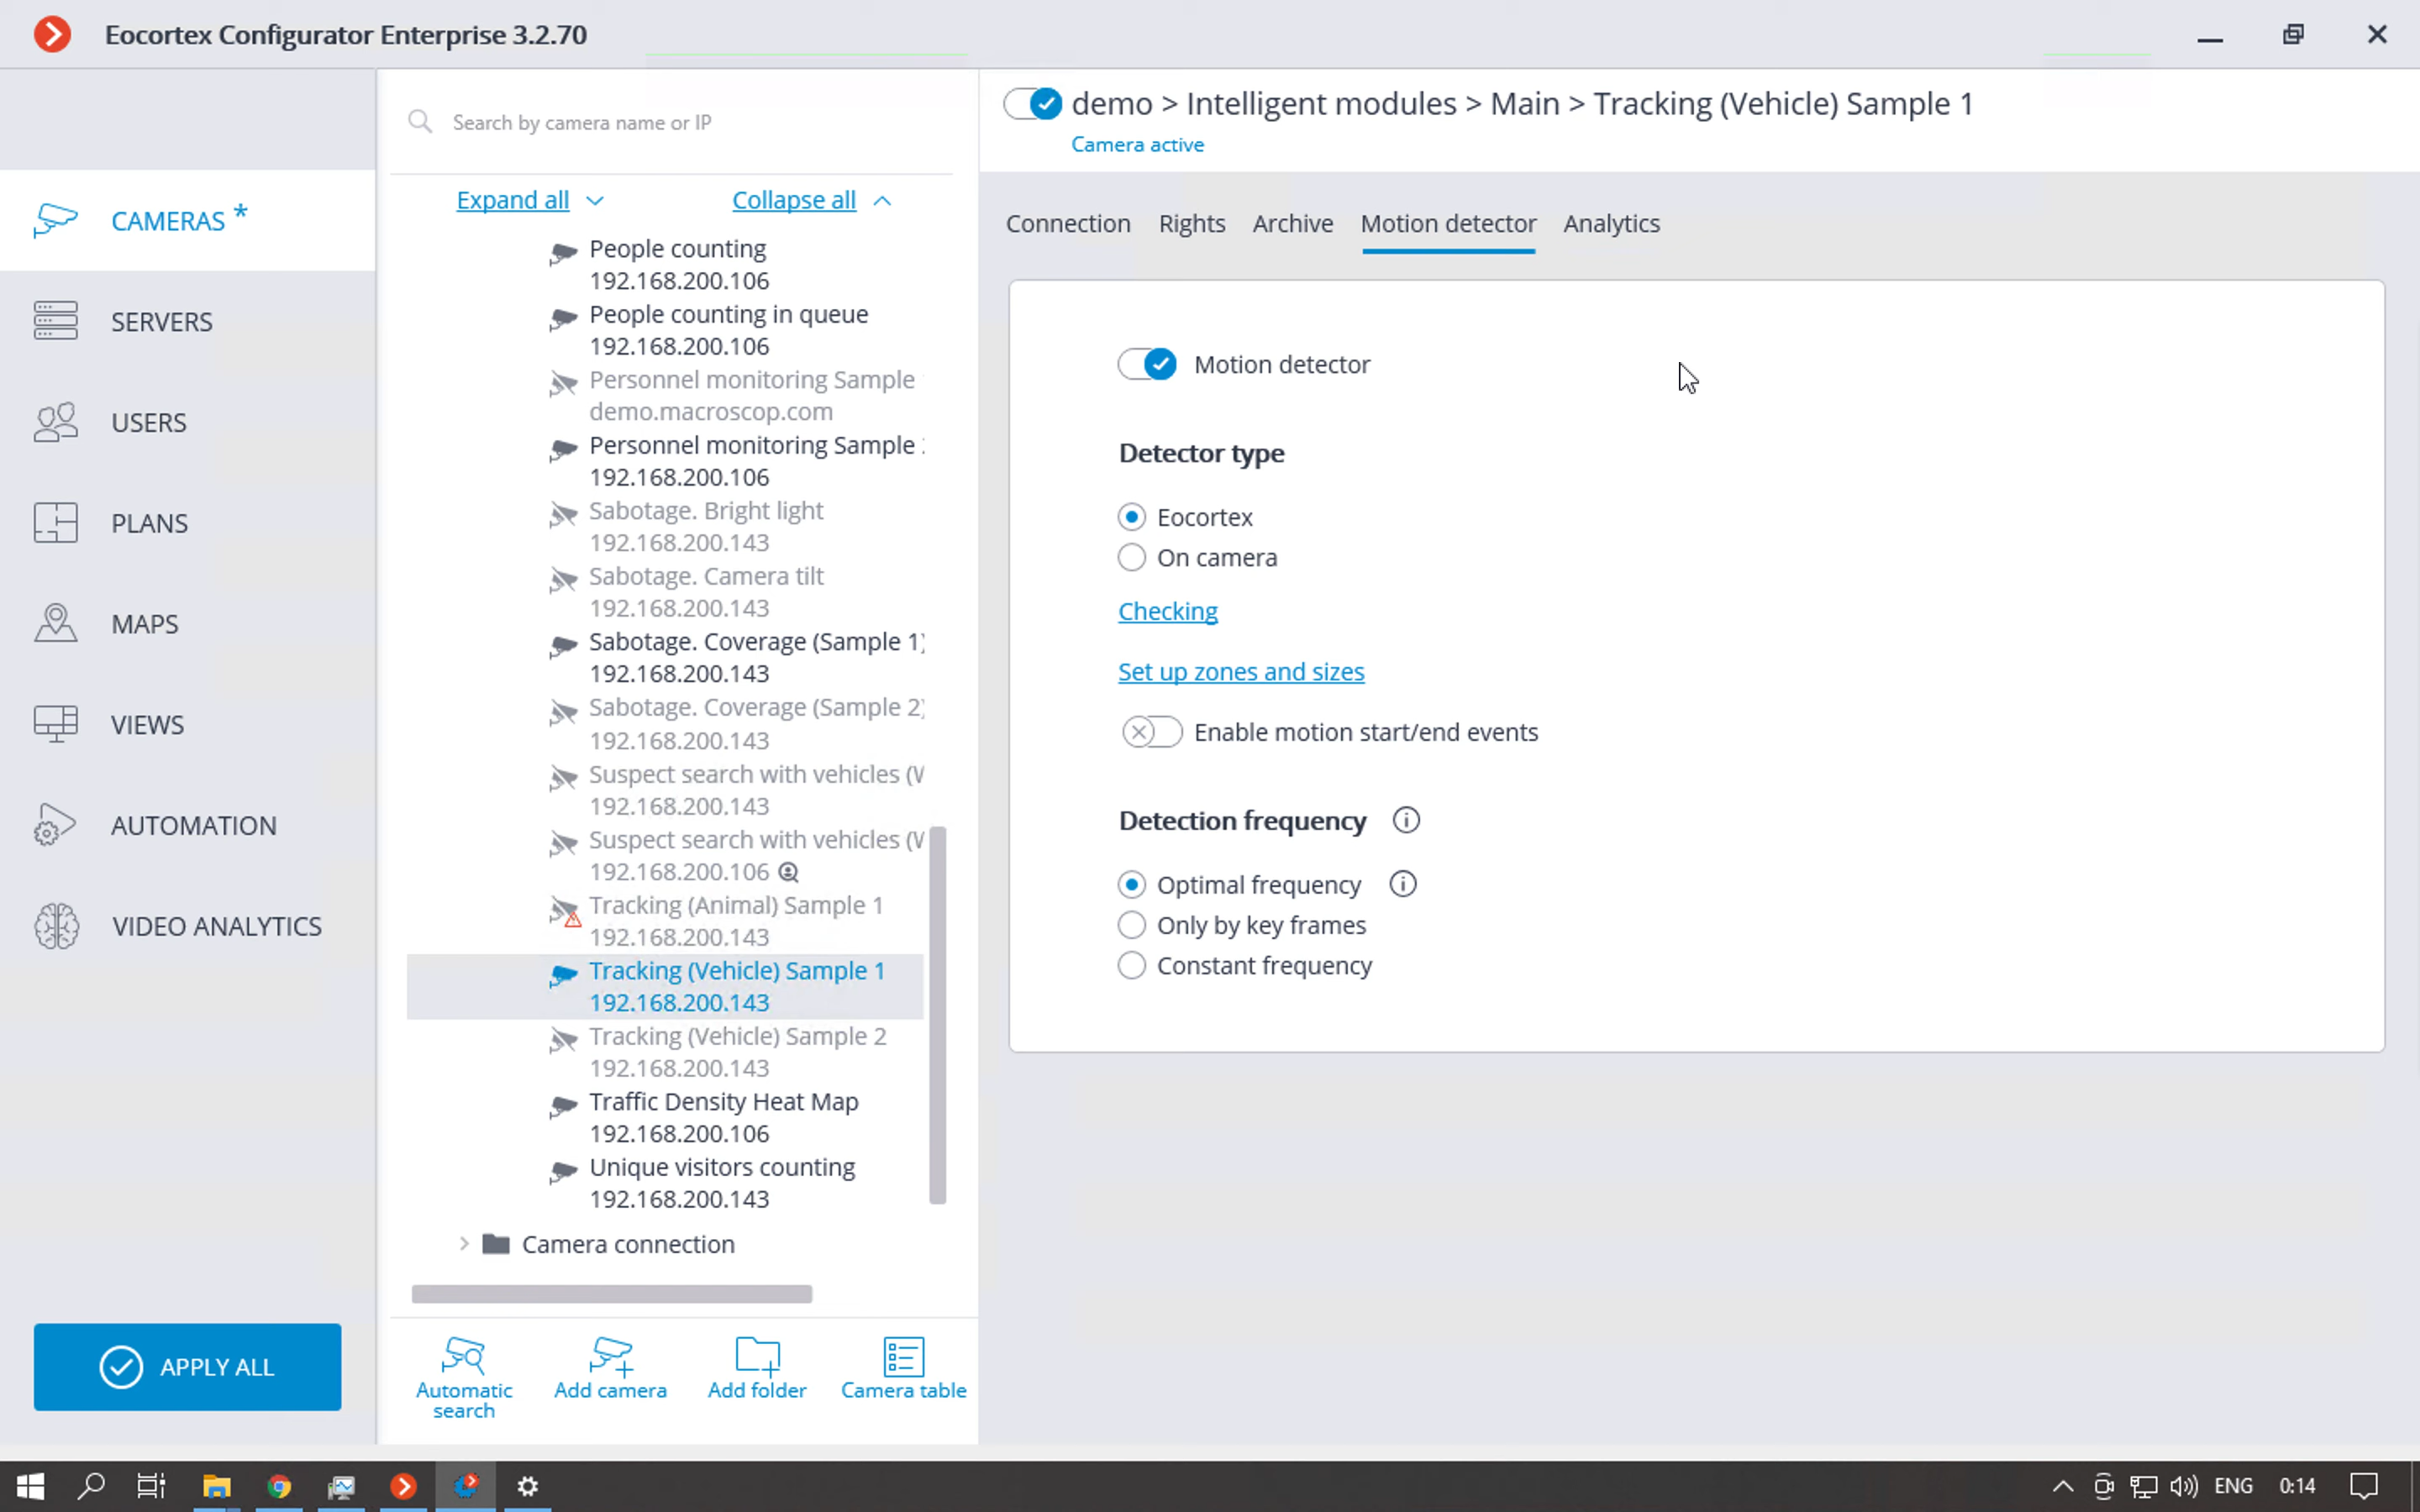 Eocortex Configurator Enterprise 3.2.70
Search by camera name or IP
demo > Intelligent modules > Main > Tracking (Vehicle) Sample 1
Camera active
CAMERAS *
SERVERS
USERS
PLANS
MAPS
VIEWS
AUTOMATION
VIDEO ANALYTICS
APPLY ALL
Expand all
Collapse all
People counting
192.168.200.106
People counting in queue
192.168.200.106
Personnel monitoring Sample
demo.macroscop.com
Personnel monitoring Sample
192.168.200.106
Sabotage. Bright light
192.168.200.143
Sabotage. Camera tilt
192.168.200.143
Sabotage. Coverage (Sample 1)
192.168.200.143
Sabotage. Coverage (Sample 2)
192.168.200.143
Suspect search with vehicles (
192.168.200.143
Suspect search with vehicles (
192.168.200.106
Tracking (Animal) Sample 1
192.168.200.143
Tracking (Vehicle) Sample 1
192.168.200.143
Tracking (Vehicle) Sample 2
192.168.200.143
Traffic Density Heat Map
192.168.200.106
Unique visitors counting
192.168.200.143
Camera connection
Automatic search
Add camera
Add folder
Camera table
Connection
Rights
Archive
Motion detector
Analytics
Motion detector
Detector type
Eocortex
On camera
Checking
Set up zones and sizes
Enable motion start/end events
Detection frequency
Optimal frequency
Only by key frames
Constant frequency
ENG
0:14